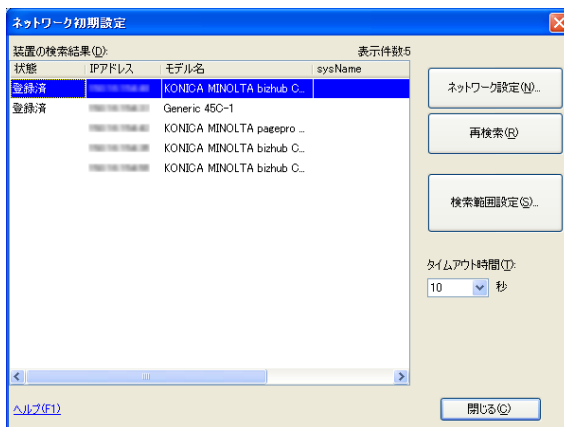 ネットワーク初期設定
装置の検索結果(D): 表示件数:5
状態 IPアドレス モデル名 sysName
登録済 KONICA MINOLTA bizhub C...
登録済 Generic 45C-1
KONICA MINOLTA pagepro ...
KONICA MINOLTA bizhub C...
KONICA MINOLTA bizhub C...
ネットワーク設定(N)...
再検索(R)
検索範囲設定(S)...
タイムアウト時間(T):
10 秒
ヘルプ(F1)
閉じる(C)